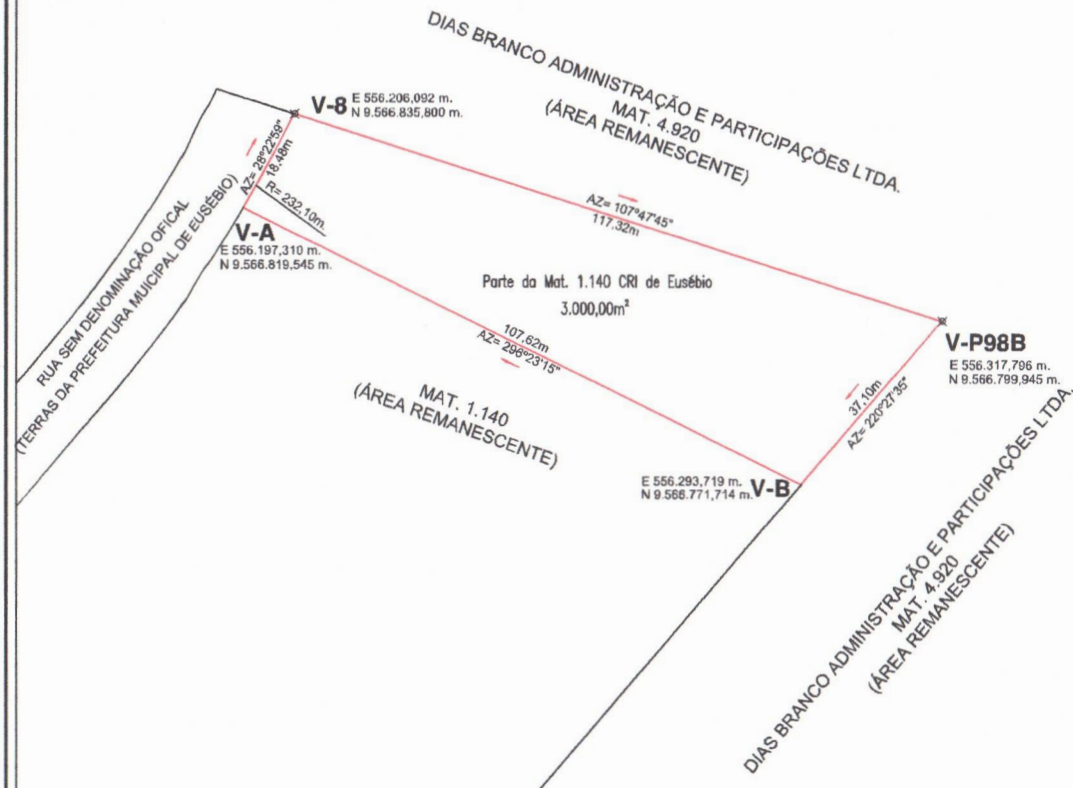 DIAS BRANCO ADMINISTRAÇÃO E PARTICIPAÇÕES LTDA.
MAT. 4.920
(ÁREA REMANESCENTE)
V-8
E 556.206,092 m.
N 9.566.835,800 m.
AZ= 28°22'59"
18,48m
R= 232,10m.
RUA SEM DENOMINAÇÃO OFICAL
(TERRAS DA PREFEITURA MUICIPAL DE EUSÉBIO)
V-A
E 556.197,310 m.
N 9.566.819,545 m.
AZ= 107°47'45"
117,32m
Parte da Mat. 1.140 CRI de Eusébio
3.000,00m²
107,62m
AZ= 296°23'15"
V-P98B
E 556.317,796 m.
N 9.566.799,945 m.
37,10m
AZ= 220°27'35"
MAT. 1.140
(ÁREA REMANESCENTE)
E 556.293,719 m.
N 9.566.771,714 m.
V-B
DIAS BRANCO ADMINISTRAÇÃO E PARTICIPAÇÕES LTDA.
MAT. 4.920
(ÁREA REMANESCENTE)